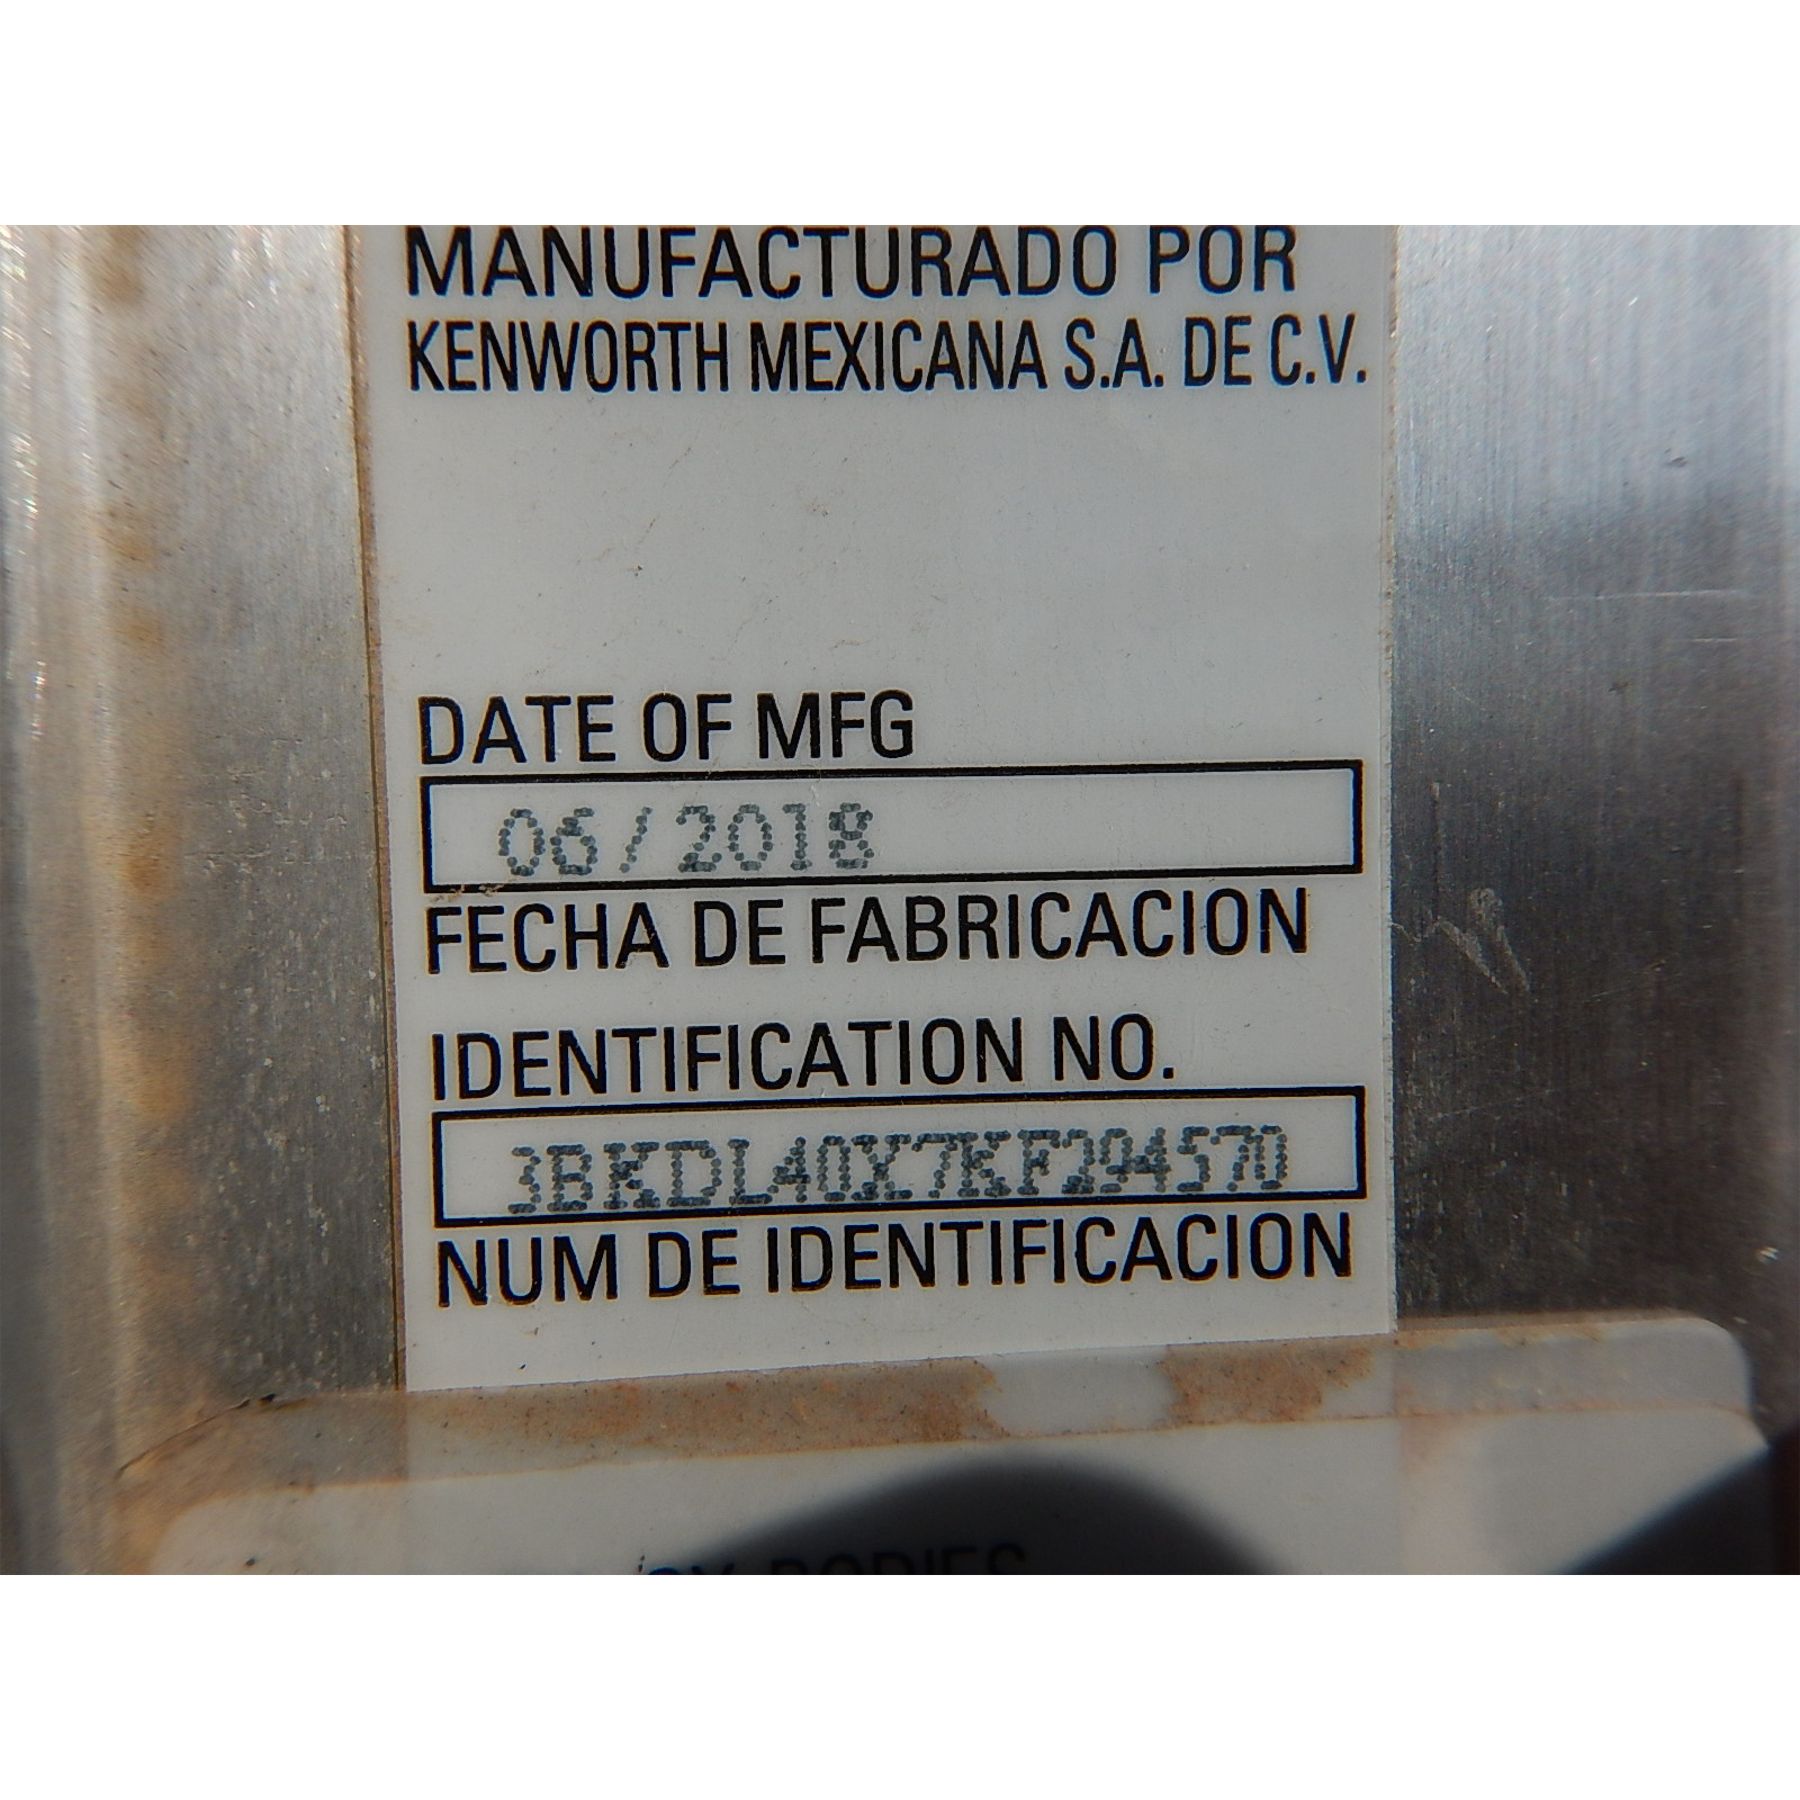 MANUFACTURADO POR
KENWORTH MEXICANA S.A. DE C.V.
DATE OF MFG
06/2018
FECHA DE FABRICACION
IDENTIFICATION NO.
3BKDL40X7KF294570
NUM DE IDENTIFICACION
BODIES